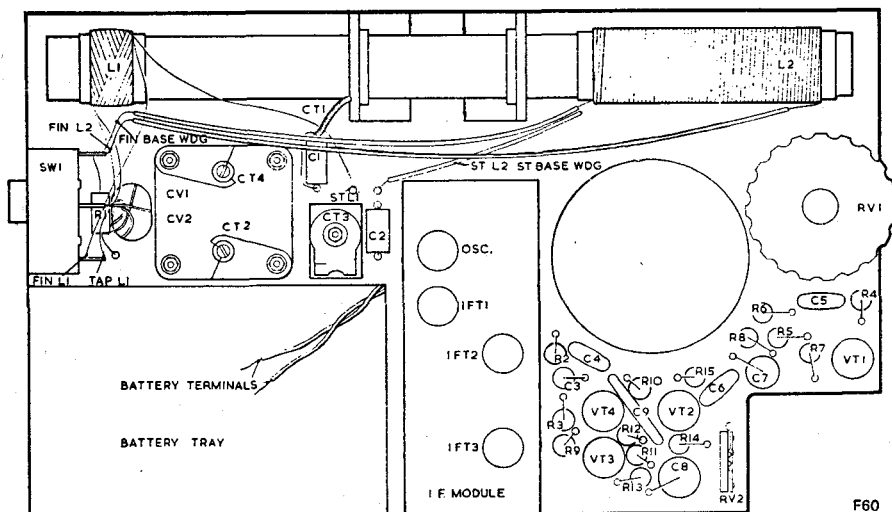 L1
L2
CT1
FIN L2
FIN BASE WDG
C1
ST L2 ST BASE WDG
SW1
CT4
CV1
R1
ST L1
CT3
RV1
CV2
CT2
C2
OSC.
FIN L1
TAP L1
IFT1
C5
R4
R6
R8
R5
R7
VT1
R2
C4
IFT2
C3
R10
R15
C6
C7
BATTERY TERMINALS
R3
VT4
C9
VT2
BATTERY TRAY
IFT3
R9
R12
R14
VT3
R11
C8
R13
I.F. MODULE
RV2
F60